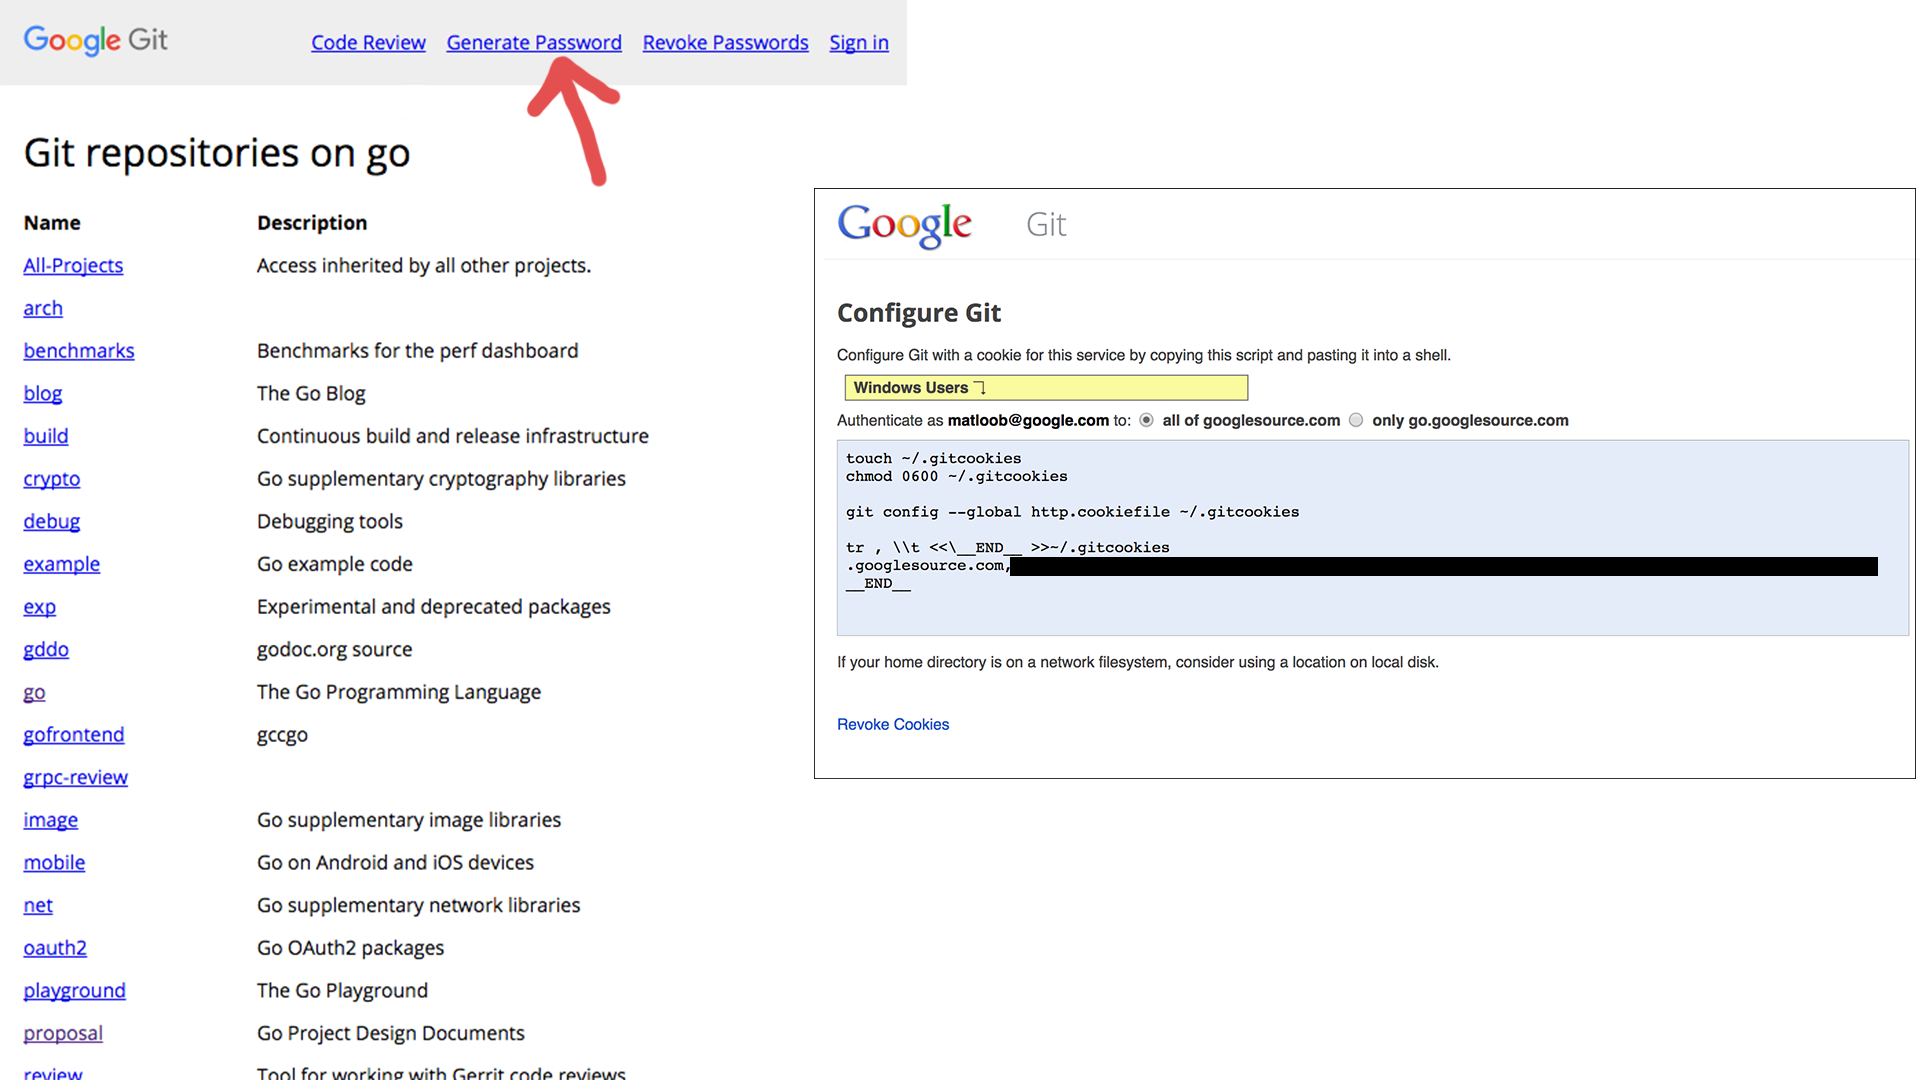 Google Git
Code Review Generate Password Revoke Passwords Sign in
Git repositories on go
Name Description
All-Projects Access inherited by all other projects.
arch
benchmarks Benchmarks for the perf dashboard
blog The Go Blog
build Continuous build and release infrastructure
crypto Go supplementary cryptography libraries
debug Debugging tools
example Go example code
exp Experimental and deprecated packages
gddo godoc.org source
go The Go Programming Language
gofrontend gccgo
grpc-review
image Go supplementary image libraries
mobile Go on Android and iOS devices
net Go supplementary network libraries
oauth2 Go OAuth2 packages
playground The Go Playground
proposal Go Project Design Documents
review Tool for working with Gerrit code reviews
Google Git
Configure Git
Configure Git with a cookie for this service by copying this script and pasting it into a shell.
Windows Users
Authenticate as matloob@google.com to: all of googlesource.com only go.googlesource.com
touch ~/.gitcookies
chmod 0600 ~/.gitcookies
git config --global http.cookiefile ~/.gitcookies
tr , \\t <<\__END__ >>~/.gitcookies
.googlesource.com,
__END__
If your home directory is on a network filesystem, consider using a location on local disk.
Revoke Cookies